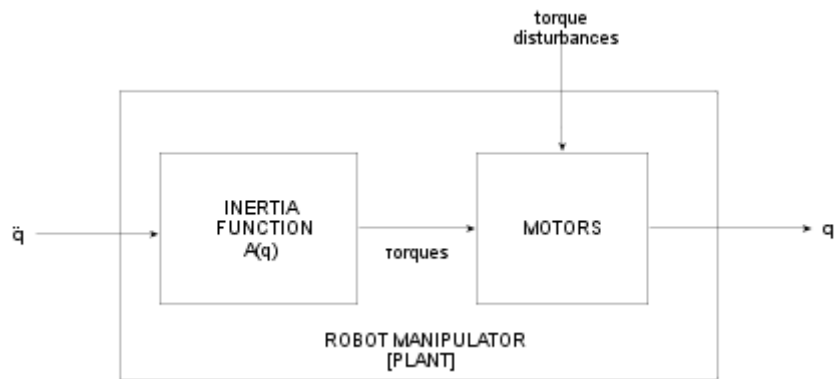 torque
disturbances
INERTIA
FUNCTION
A(q)
q̈
Torques
MOTORS
q
ROBOT MANIPULATOR
[PLANT]